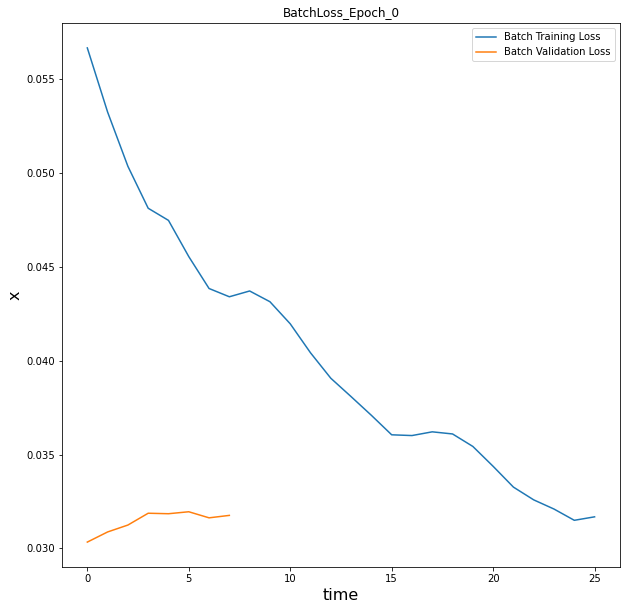 BatchLoss_Epoch_0
Batch Training Loss
Batch Validation Loss
0.055
0.050
0.045
0.040
0.035
0.030
x
0 5 10 15 20 25
time